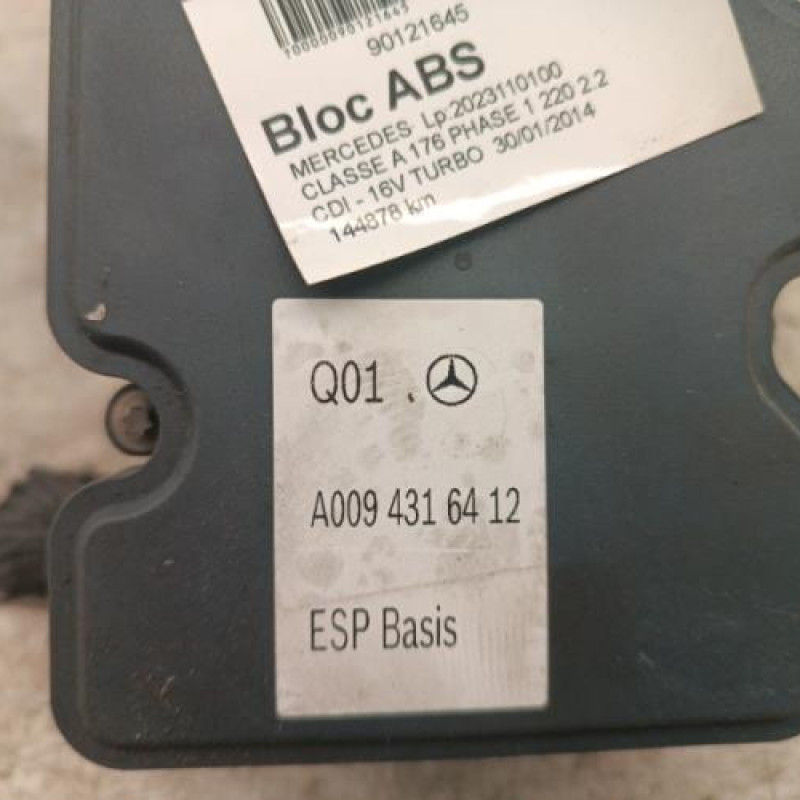 10000090121645
90121645
Bloc ABS
MERCEDES Lp:2023110100
CLASSE A 176 PHASE 1 220 2.2
CDI - 16V TURBO 30/01/2014
144878 km
Q01 .
A009 431 64 12
ESP Basis